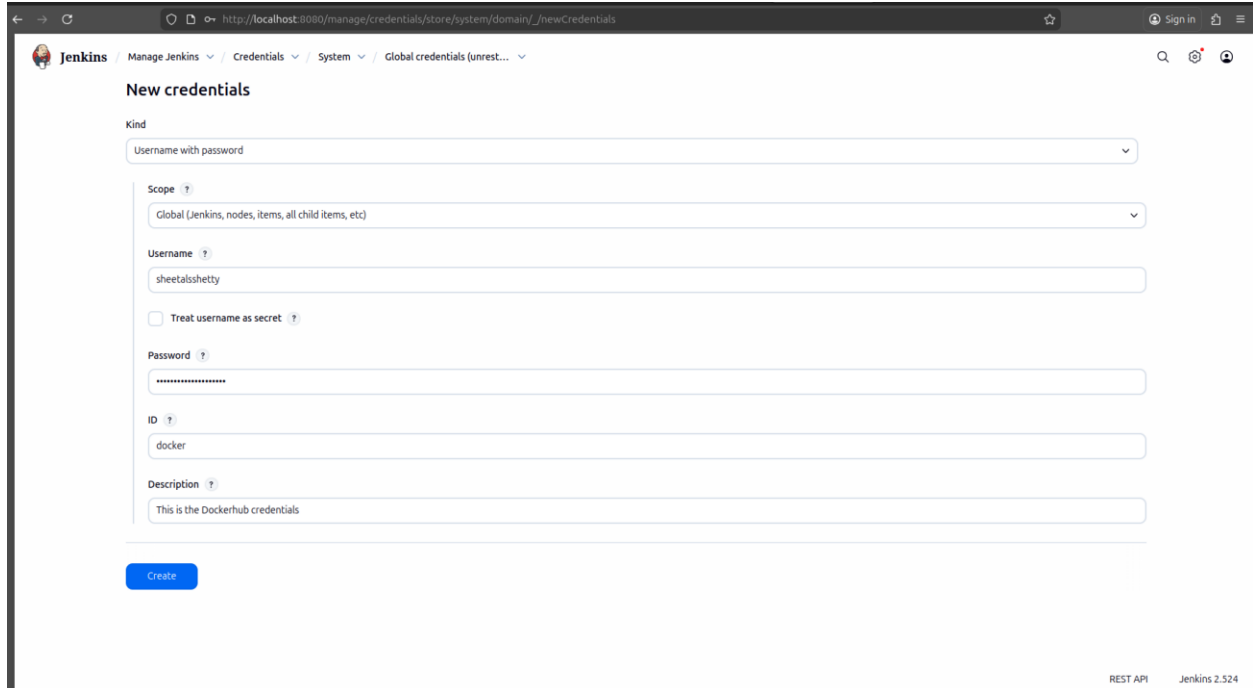 http://localhost:8080/manage/credentials/store/system/domain/_/newCredentials
Sign in
Jenkins / Manage Jenkins / Credentials / System / Global credentials (unrest...
New credentials
Kind
Username with password
Scope ?
Global (Jenkins, nodes, items, all child items, etc)
Username ?
sheetalsshetty
Treat username as secret ?
Password ?
••••••••••••••••••••
ID ?
docker
Description ?
This is the Dockerhub credentials
Create
REST API Jenkins 2.524